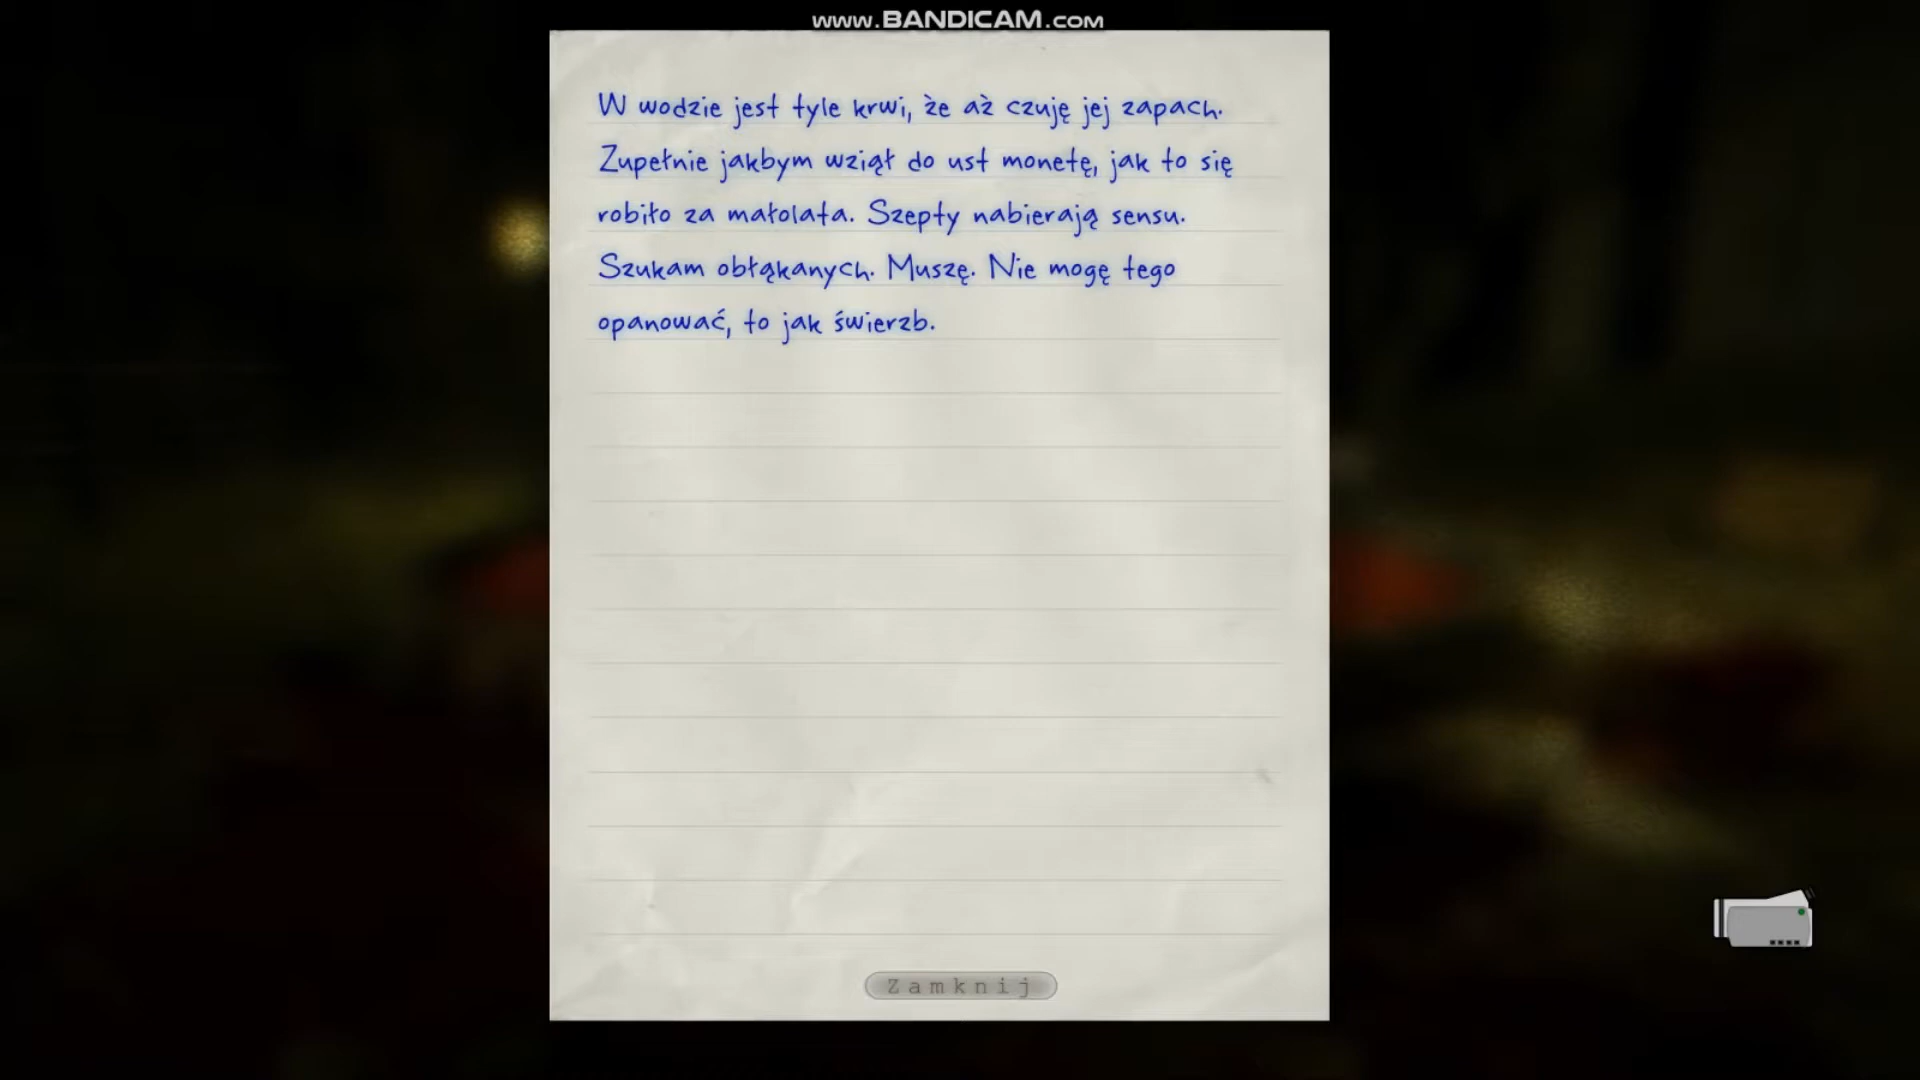 www.BANDICAM.com
W wodzie jest tyle krwi, że aż czuję jej zapach.
Zupełnie jakbym wziął do ust monetę, jak to się
robiło za małolata. Szepty nabierają sensu.
Szukam obłąkanych. Muszę. Nie mogę tego
opanować, to jak świerzb.
Zamknij